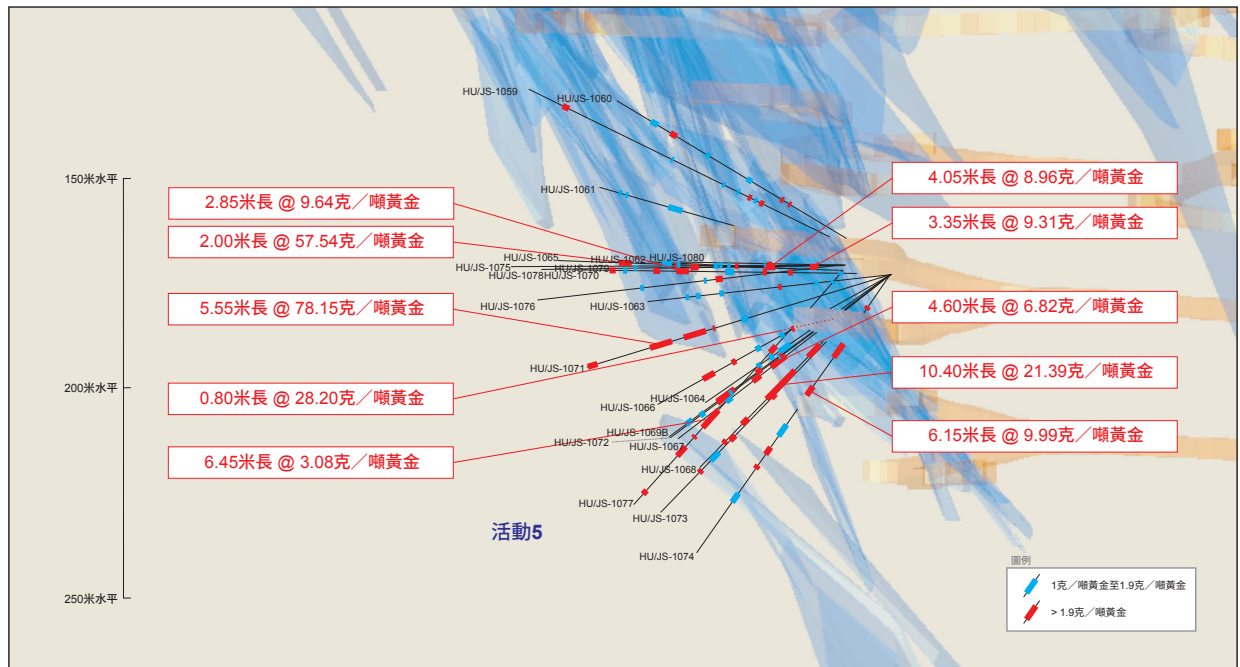 HU/JS-1059
HU/JS-1060
150米水平
4.05米長 @ 8.96克／噸黃金
HU/JS-1061
2.85米長 @ 9.64克／噸黃金
3.35米長 @ 9.31克／噸黃金
2.00米長 @ 57.54克／噸黃金
HU/JS-1065
HU/JS-1062
HU/JS-1080
HU/JS-1075
HU/JS-1079
HU/JS-1078
HU/JS-1070
HU/JS-1076
HU/JS-1063
5.55米長 @ 78.15克／噸黃金
4.60米長 @ 6.82克／噸黃金
HU/JS-1071
10.40米長 @ 21.39克／噸黃金
200米水平
0.80米長 @ 28.20克／噸黃金
HU/JS-1064
HU/JS-1066
6.15米長 @ 9.99克／噸黃金
HU/JS-1069B
HU/JS-1072
HU/JS-1067
6.45米長 @ 3.08克／噸黃金
HU/JS-1068
HU/JS-1077
HU/JS-1073
活動5
HU/JS-1074
圖例
1克／噸黃金至1.9克／噸黃金
> 1.9克／噸黃金
250米水平